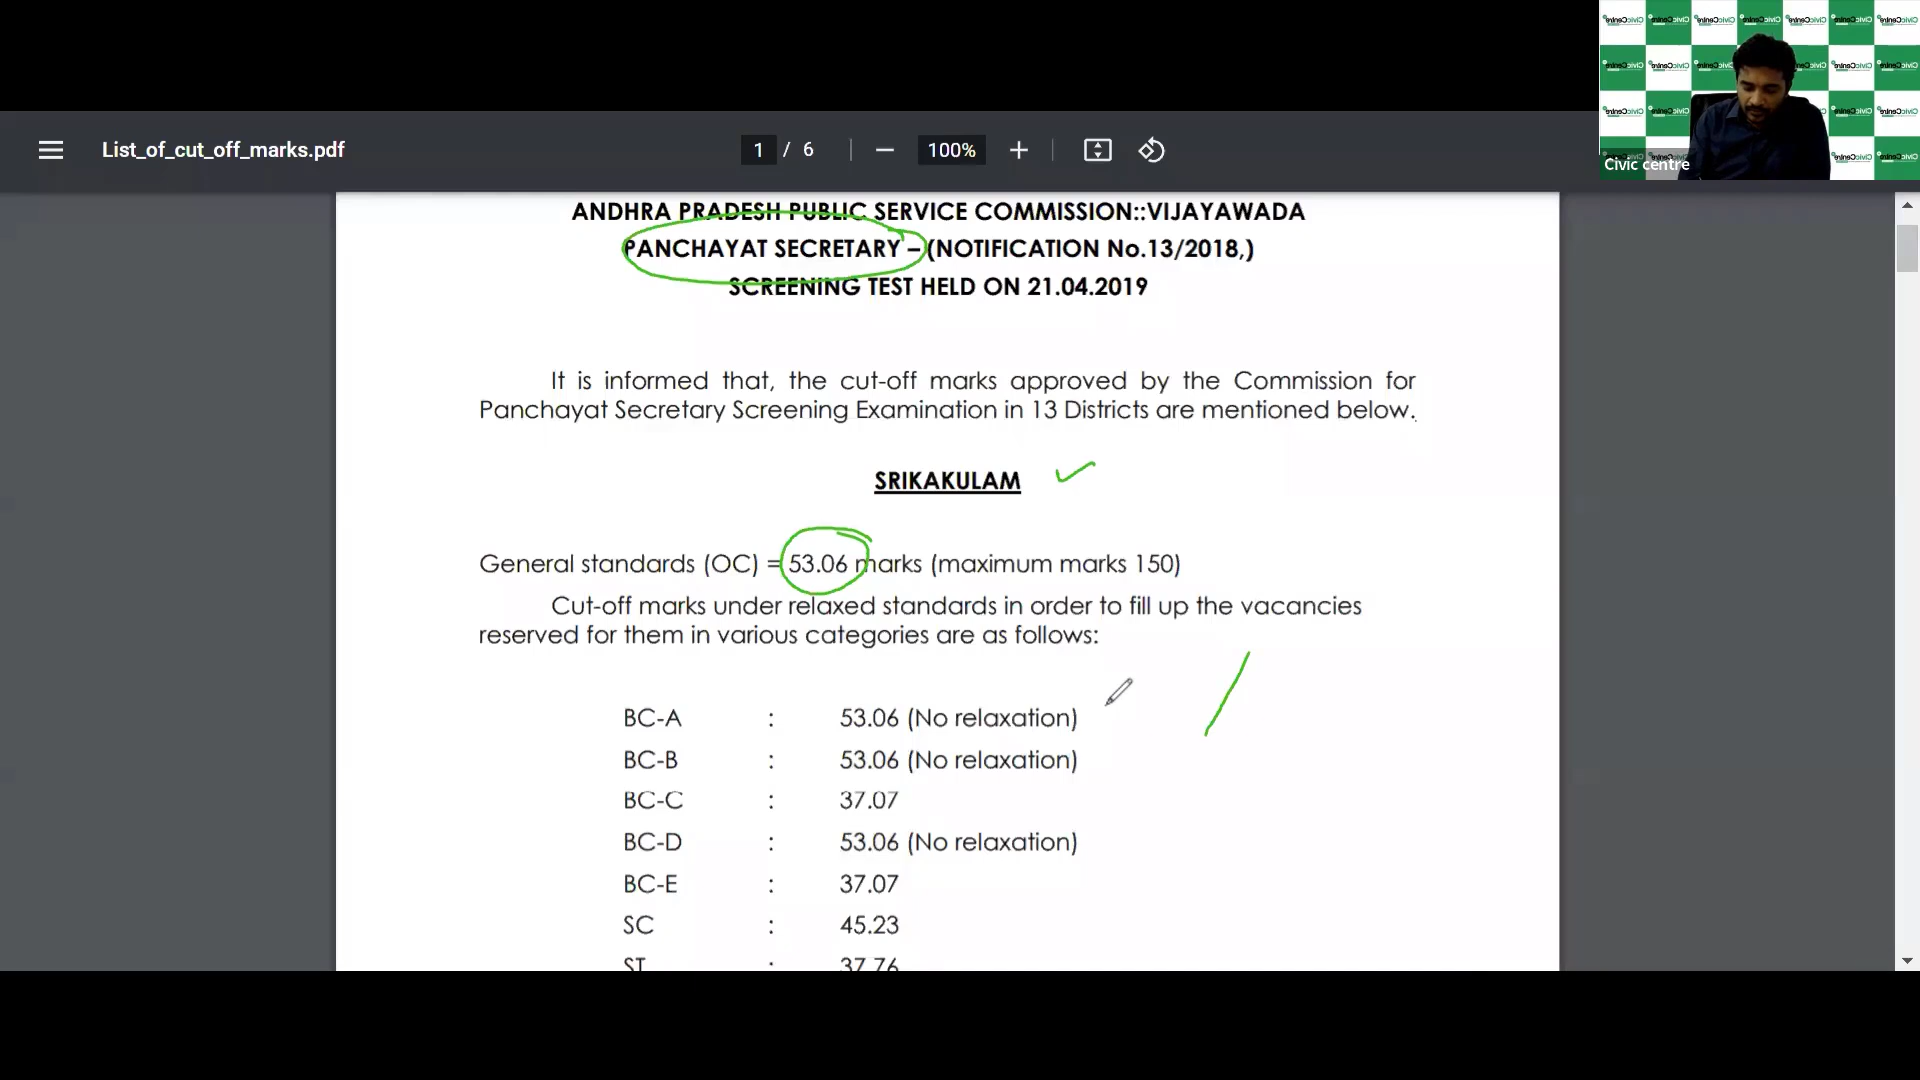 List_of_cut_off_marks.pdf
1 / 6
100%
Civic centre
ANDHRA PRADESH PUBLIC SERVICE COMMISSION::VIJAYAWADA
PANCHAYAT SECRETARY – (NOTIFICATION No.13/2018,)
SCREENING TEST HELD ON 21.04.2019
It is informed that, the cut-off marks approved by the Commission for
Panchayat Secretary Screening Examination in 13 Districts are mentioned below.
SRIKAKULAM
General standards (OC) = 53.06 marks (maximum marks 150)
Cut-off marks under relaxed standards in order to fill up the vacancies
reserved for them in various categories are as follows:
BC-A : 53.06 (No relaxation)
BC-B : 53.06 (No relaxation)
BC-C : 37.07
BC-D : 53.06 (No relaxation)
BC-E : 37.07
SC : 45.23
ST : 37.76